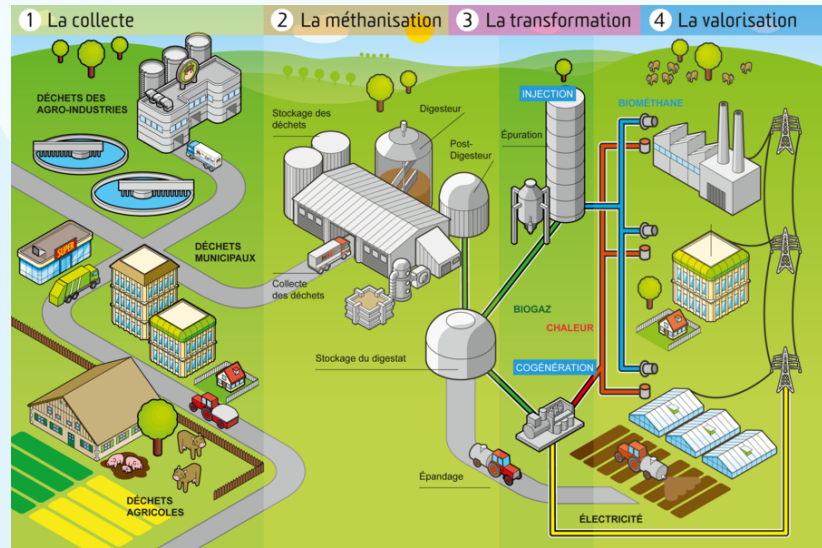 1 La collecte
2 La méthanisation
3 La transformation
4 La valorisation
DÉCHETS DES
AGRO-INDUSTRIES
SUPER
DÉCHETS
MUNICIPAUX
DÉCHETS
AGRICOLES
Stockage des
déchets
Digesteur
Post-
Digesteur
Collecte
des déchets
Stockage du digestat
Épandage
INJECTION
Épuration
BIOGAZ
CHALEUR
COGÉNÉRATION
BIOMÉTHANE
ÉLECTRICITÉ